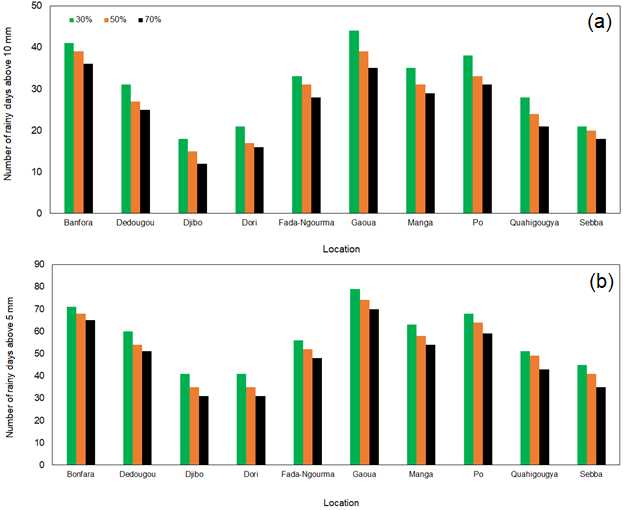 (a)
30% 50% 70%
Number of rainy days above 10 mm
50
40
30
20
10
0
Banfora Dedougou Djibo Dori Fada-Ngourma Gaoua Manga Po Quahigougya Sebba
Location
(b)
Number of rainy days above 5 mm
90
80
70
60
50
40
30
20
10
0
Bonfara Dedougou Djibo Dori Fada-Ngourma Gaoua Manga Po Quahigougya Sebba
Location